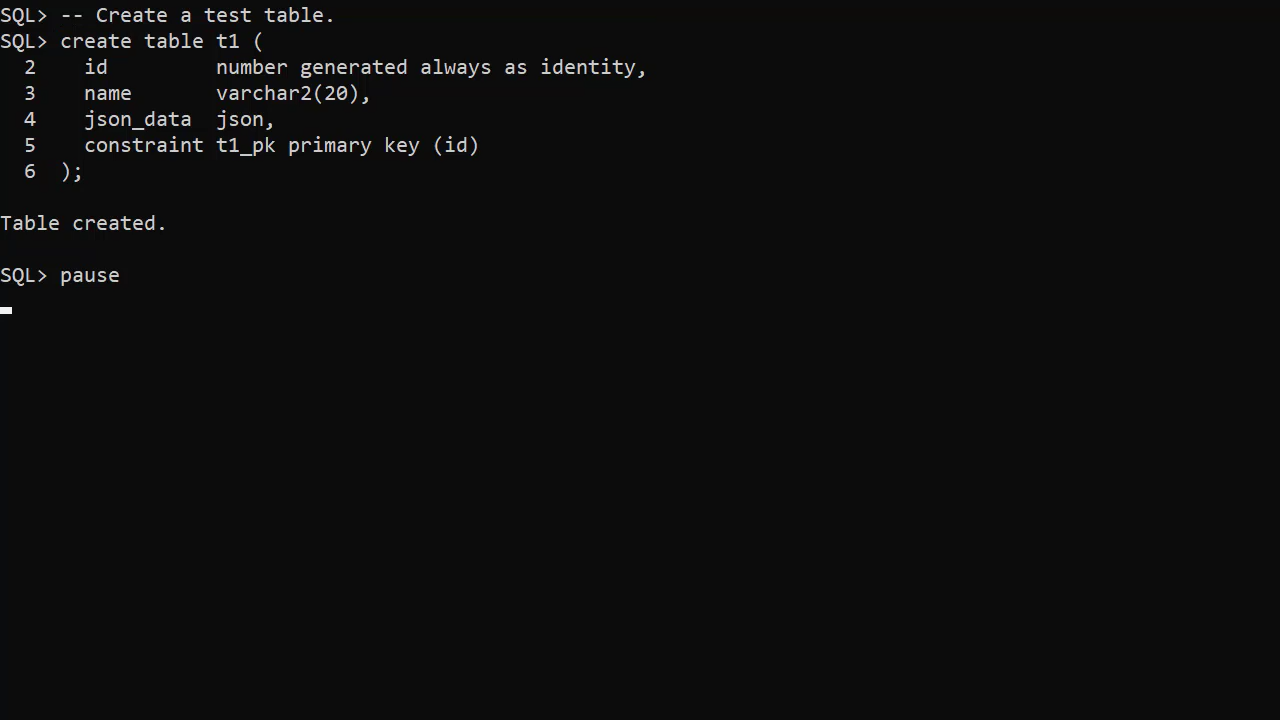 SQL> -- Create a test table.
SQL> create table t1 (
  2    id         number generated always as identity,
  3    name       varchar2(20),
  4    json_data  json,
  5    constraint t1_pk primary key (id)
  6  );
Table created.
SQL> pause